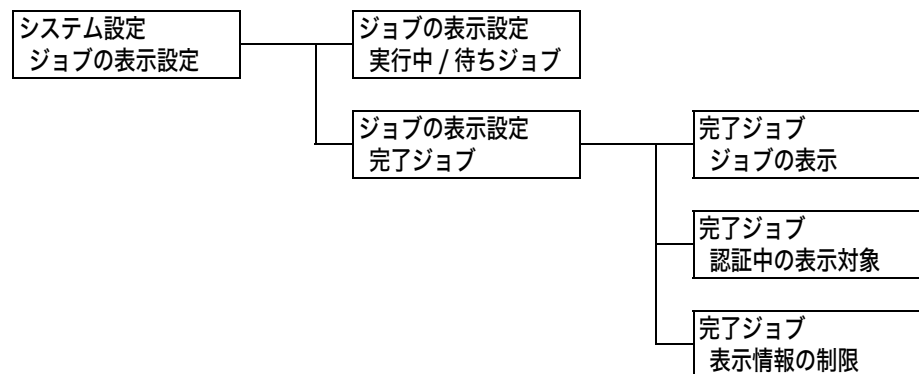 システム設定
ジョブの表示設定
ジョブの表示設定
実行中 / 待ちジョブ
ジョブの表示設定
完了ジョブ
完了ジョブ
ジョブの表示
完了ジョブ
認証中の表示対象
完了ジョブ
表示情報の制限